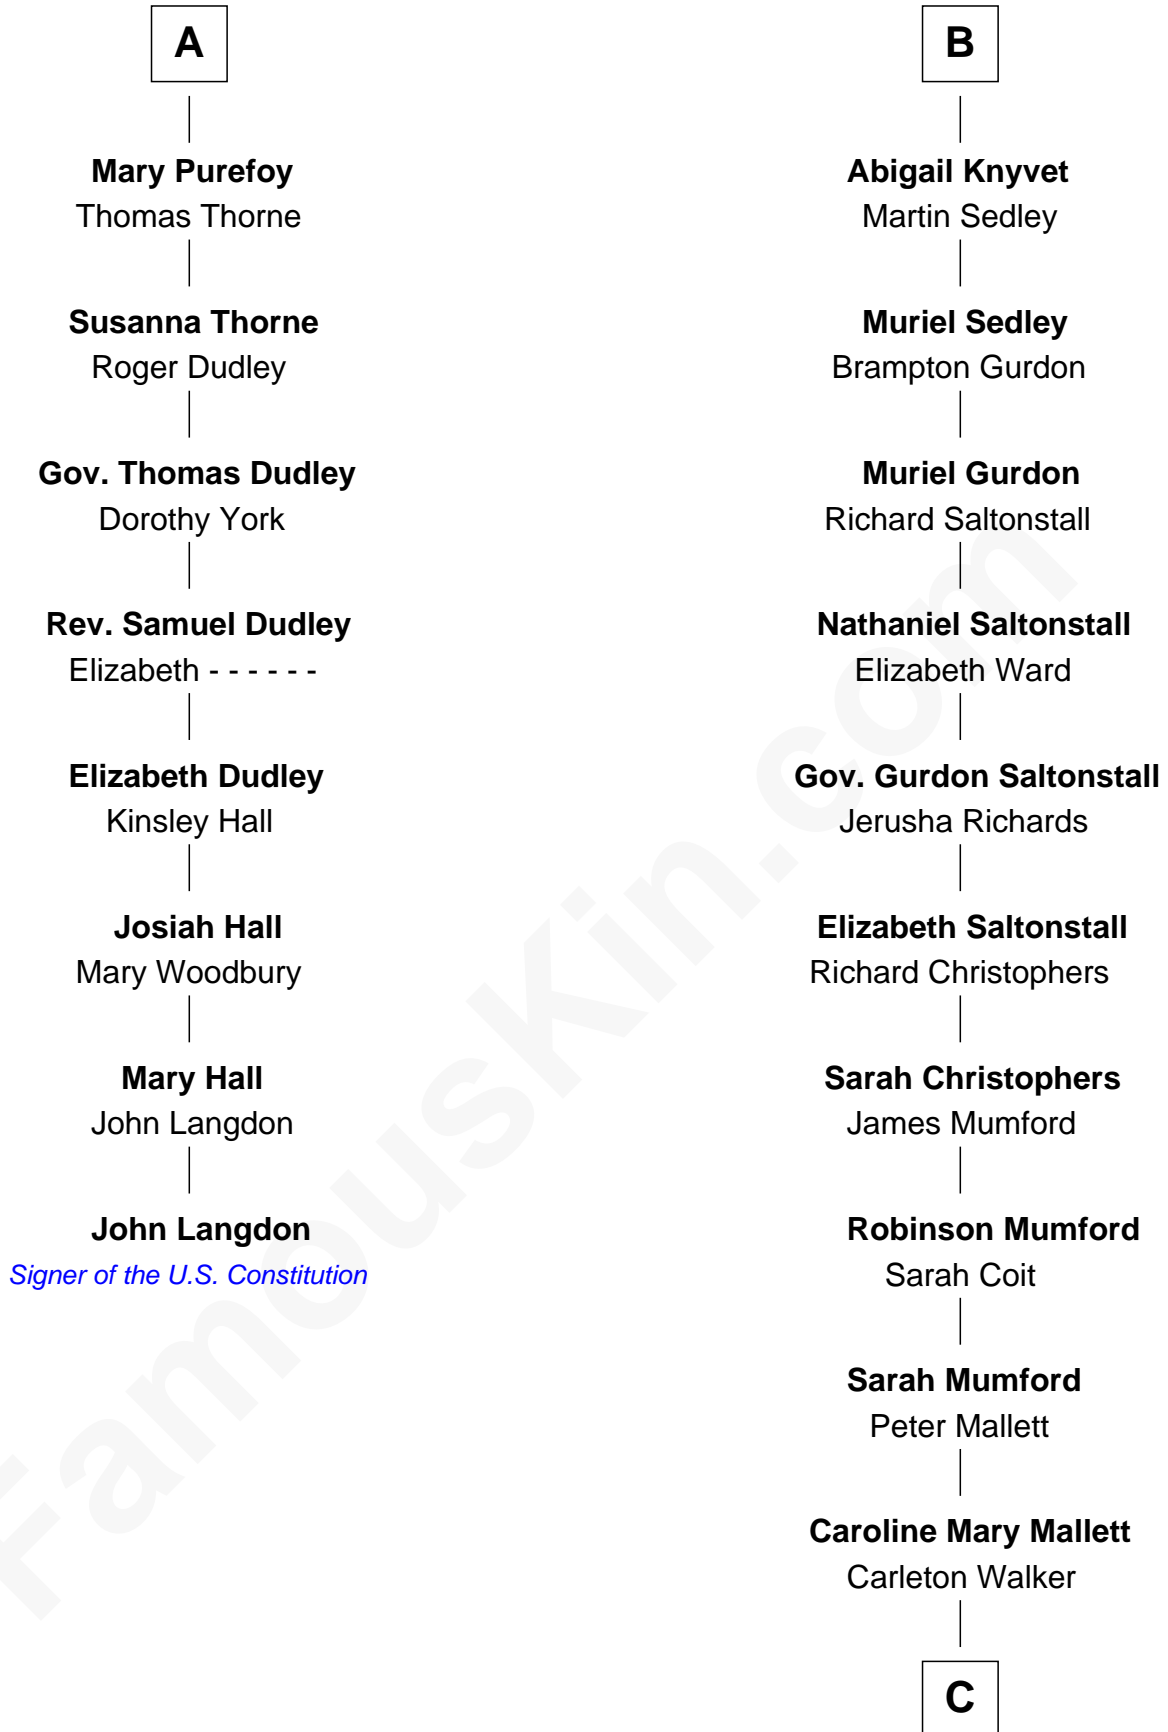 A
Mary Purefoy
Thomas Thorne
Susanna Thorne
Roger Dudley
Gov. Thomas Dudley
Dorothy York
Rev. Samuel Dudley
Elizabeth - - - - - -
Elizabeth Dudley
Kinsley Hall
Josiah Hall
Mary Woodbury
Mary Hall
John Langdon
John Langdon
Signer of the U.S. Constitution
B
Abigail Knyvet
Martin Sedley
Muriel Sedley
Brampton Gurdon
Muriel Gurdon
Richard Saltonstall
Nathaniel Saltonstall
Elizabeth Ward
Gov. Gurdon Saltonstall
Jerusha Richards
Elizabeth Saltonstall
Richard Christophers
Sarah Christophers
James Mumford
Robinson Mumford
Sarah Coit
Sarah Mumford
Peter Mallett
Caroline Mary Mallett
Carleton Walker
C
FamousKin.com